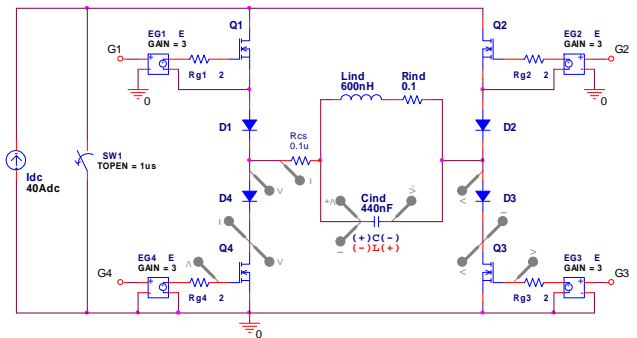 Q1
Q2
EG1 E
GAIN = 3
G1
+
-
+
-
Rg1 2
0
Lind
600nH
Rind
0.1
EG2 E
GAIN = 3
G2
+
-
+
-
Rg2 2
0
D1
D2
SW1
TOPEN = 1us
Idc
40Adc
Rcs
0.1u
I
V
V+
V-
V
I
D4
Cind
440nF
I
D3
I
V
V
(+)C(-)
(-)L(+)
Q4
Q3
EG4 E
GAIN = 3
G4
+
-
+
-
V
Rg4 2
V
EG3 E
GAIN = 3
G3
+
-
+
-
Rg3 2
0
0